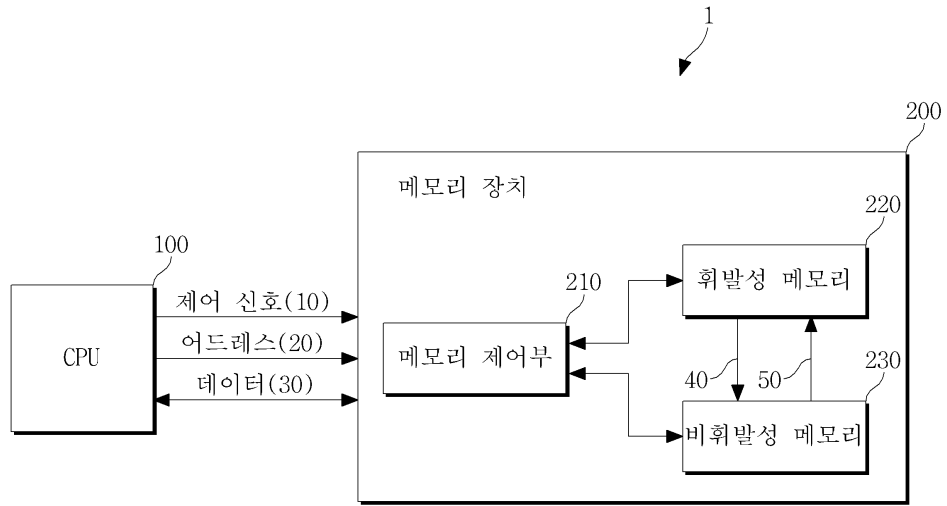 1
200
메모리 장치
100
220
제어 신호(10)
210
휘발성 메모리
CPU
어드레스(20)
메모리 제어부
데이터(30)
40
50
230
비휘발성 메모리